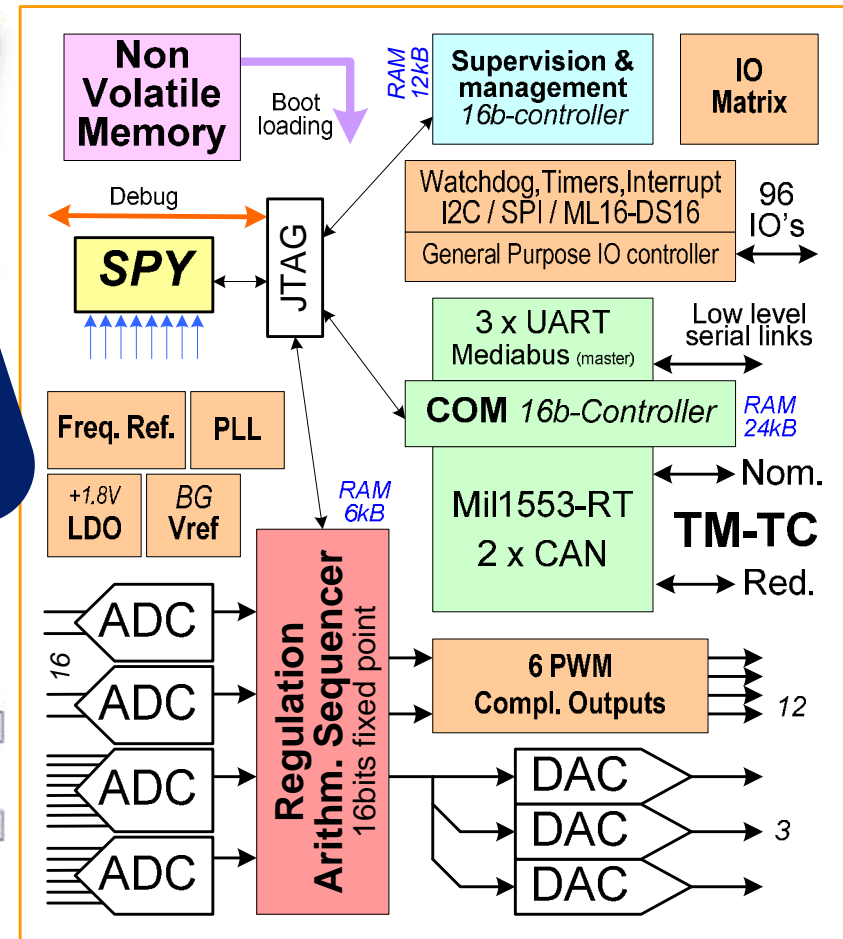 Non
Volatile
Memory
Boot
loading
RAM
12kB
Supervision &
management
16b-controller
IO
Matrix
Debug
SPY
JTAG
Watchdog,Timers,Interrupt
I2C / SPI / ML16-DS16
General Purpose IO controller
96
IO's
3 x UART
Mediabus (master)
Low level
serial links
COM 16b-Controller
RAM
24kB
Freq. Ref.
PLL
+1.8V
LDO
BG
Vref
RAM
6kB
Mil1553-RT
2 x CAN
Nom.
TM-TC
Red.
ADC
16
ADC
ADC
ADC
Regulation
Arithm. Sequencer
16bits fixed point
6 PWM
Compl. Outputs
12
DAC
DAC
3
DAC